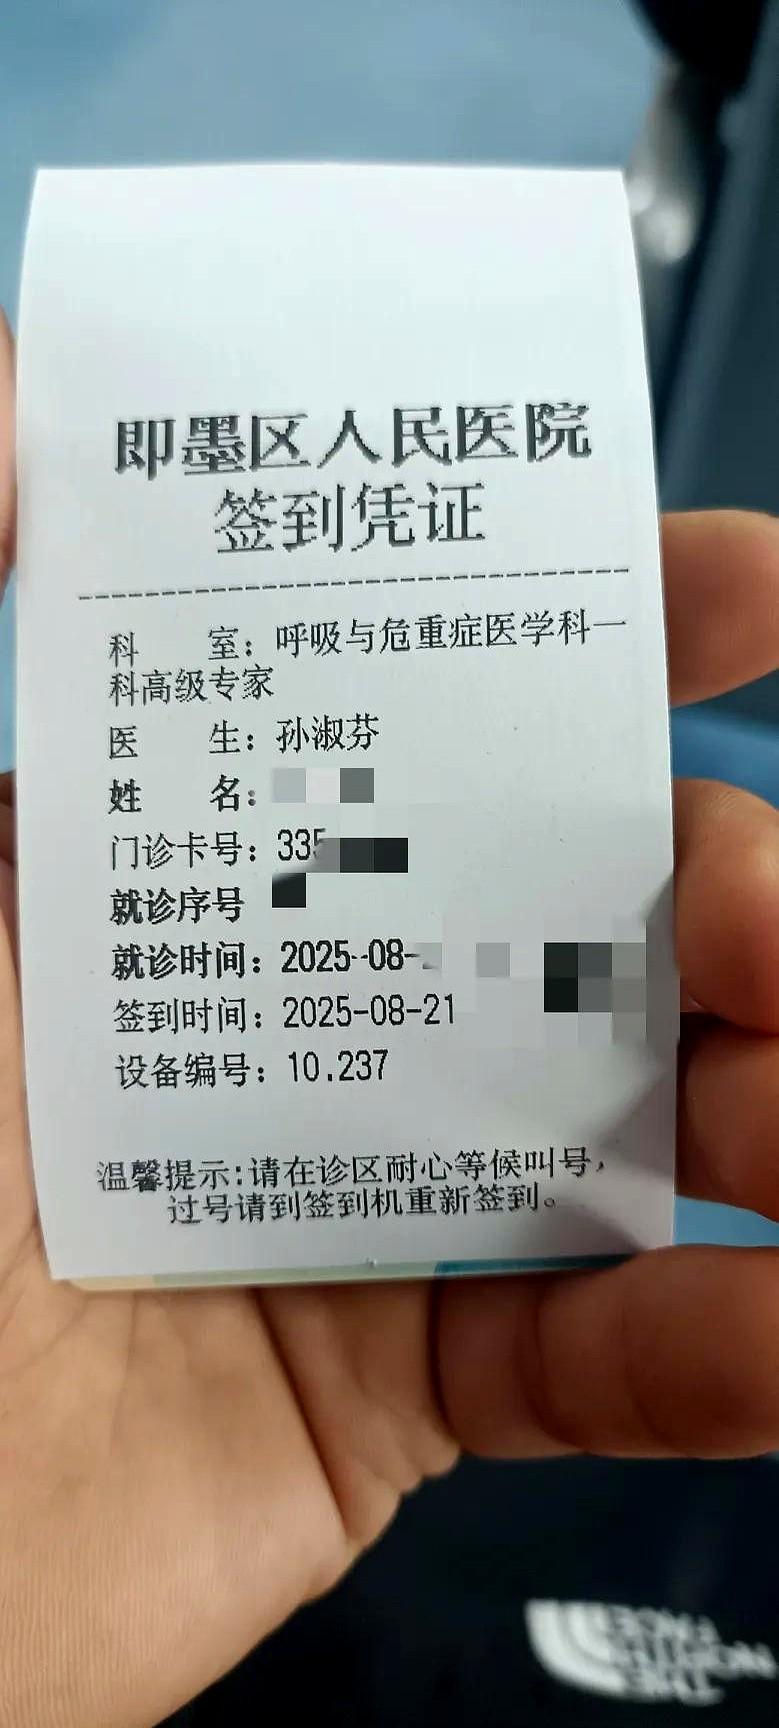 即墨区人民医院
签到凭证
科 室：呼吸与危重症医学科一
科高级专家
医 生：孙淑芬
姓 名：
门诊卡号：335
就诊序号
就诊时间：2025-08-
签到时间：2025-08-21
设备编号：10.237
温馨提示:请在诊区耐心等候叫号，
过号请到签到机重新签到。
THE
NORTH
FACE